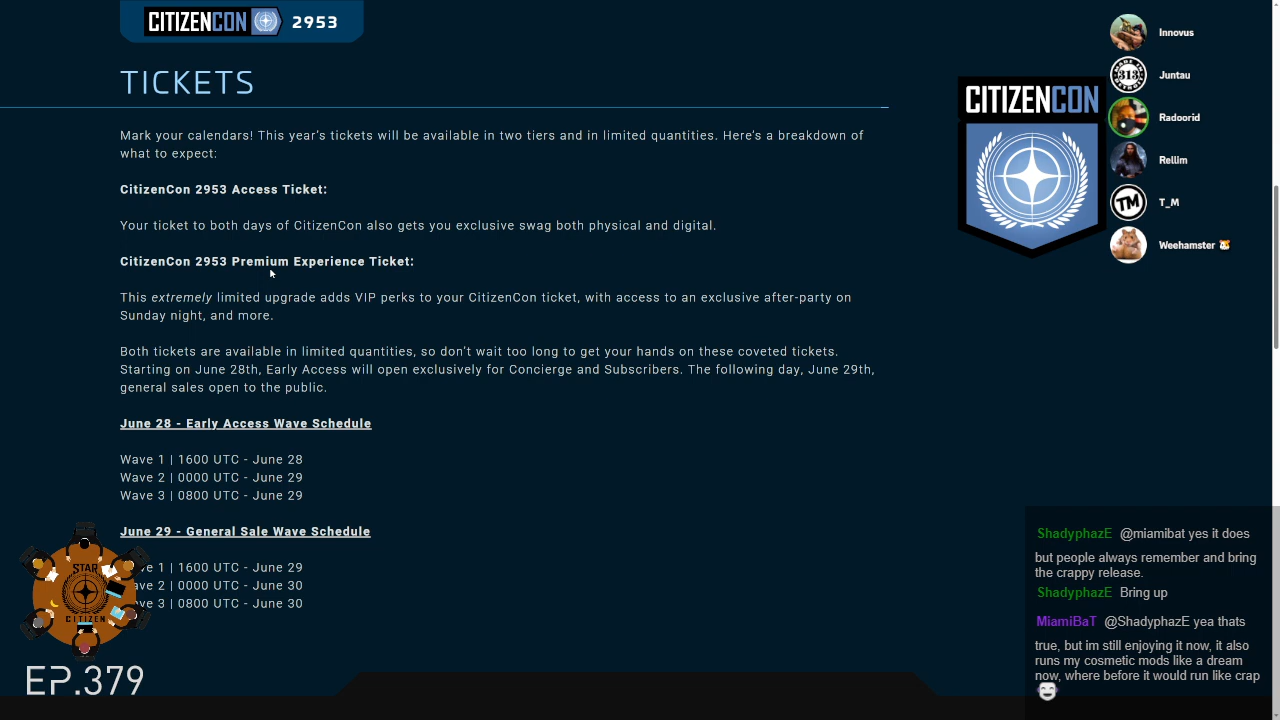 CITIZENCON 2953
TICKETS
Mark your calendars! This year's tickets will be available in two tiers and in limited quantities. Here's a breakdown of
what to expect:
CitizenCon 2953 Access Ticket:
Your ticket to both days of CitizenCon also gets you exclusive swag both physical and digital.
CitizenCon 2953 Premium Experience Ticket:
This extremely limited upgrade adds VIP perks to your CitizenCon ticket, with access to an exclusive after-party on
Sunday night, and more.
Both tickets are available in limited quantities, so don't wait too long to get your hands on these coveted tickets.
Starting on June 28th, Early Access will open exclusively for Concierge and Subscribers. The following day, June 29th,
general sales open to the public.
June 28 - Early Access Wave Schedule
Wave 1 | 1600 UTC - June 28
Wave 2 | 0000 UTC - June 29
Wave 3 | 0800 UTC - June 29
June 29 - General Sale Wave Schedule
ve 1 | 1600 UTC - June 29
ave 2 | 0000 UTC - June 30
ve 3 | 0800 UTC - June 30
STAR
CITIZEN
EP.379
CITIZENCON
Innovus
MADE IN
313
DETROIT
Juntau
Radoorid
Rellim
TM
T_M
Weehamster 🐹
ShadyphazE @miamibat yes it does
but people always remember and bring
the crappy release.
ShadyphazE Bring up
MiamiBaT @ShadyphazE yea thats
true, but im still enjoying it now, it also
runs my cosmetic mods like a dream
now, where before it would run like crap